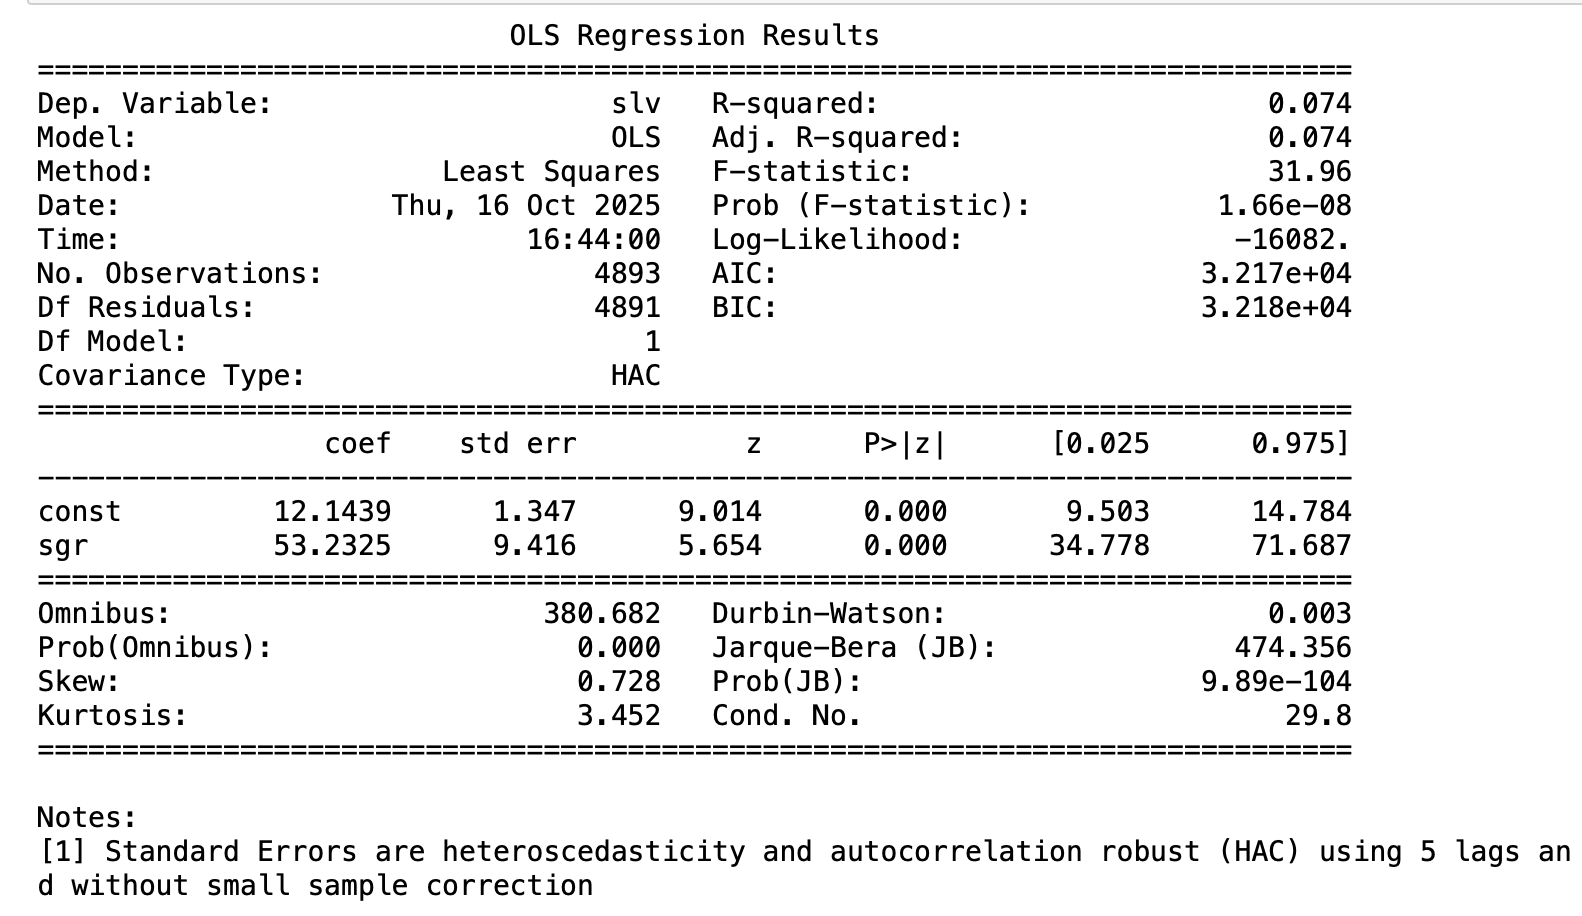 OLS Regression Results
==============================================================================
Dep. Variable:                    slv   R-squared:                       0.074
Model:                            OLS   Adj. R-squared:                  0.074
Method:                 Least Squares   F-statistic:                     31.96
Date:                Thu, 16 Oct 2025   Prob (F-statistic):           1.66e-08
Time:                        16:44:00   Log-Likelihood:                -16082.
No. Observations:                4893   AIC:                         3.217e+04
Df Residuals:                    4891   BIC:                         3.218e+04
Df Model:                           1
Covariance Type:                  HAC
==============================================================================
                 coef    std err          z      P>|z|      [0.025      0.975]
------------------------------------------------------------------------------
const         12.1439      1.347      9.014      0.000       9.503      14.784
sgr           53.2325      9.416      5.654      0.000      34.778      71.687
==============================================================================
Omnibus:                      380.682   Durbin-Watson:                   0.003
Prob(Omnibus):                  0.000   Jarque-Bera (JB):              474.356
Skew:                           0.728   Prob(JB):                    9.89e-104
Kurtosis:                       3.452   Cond. No.                         29.8
==============================================================================
Notes:
[1] Standard Errors are heteroscedasticity and autocorrelation robust (HAC) using 5 lags an
d without small sample correction